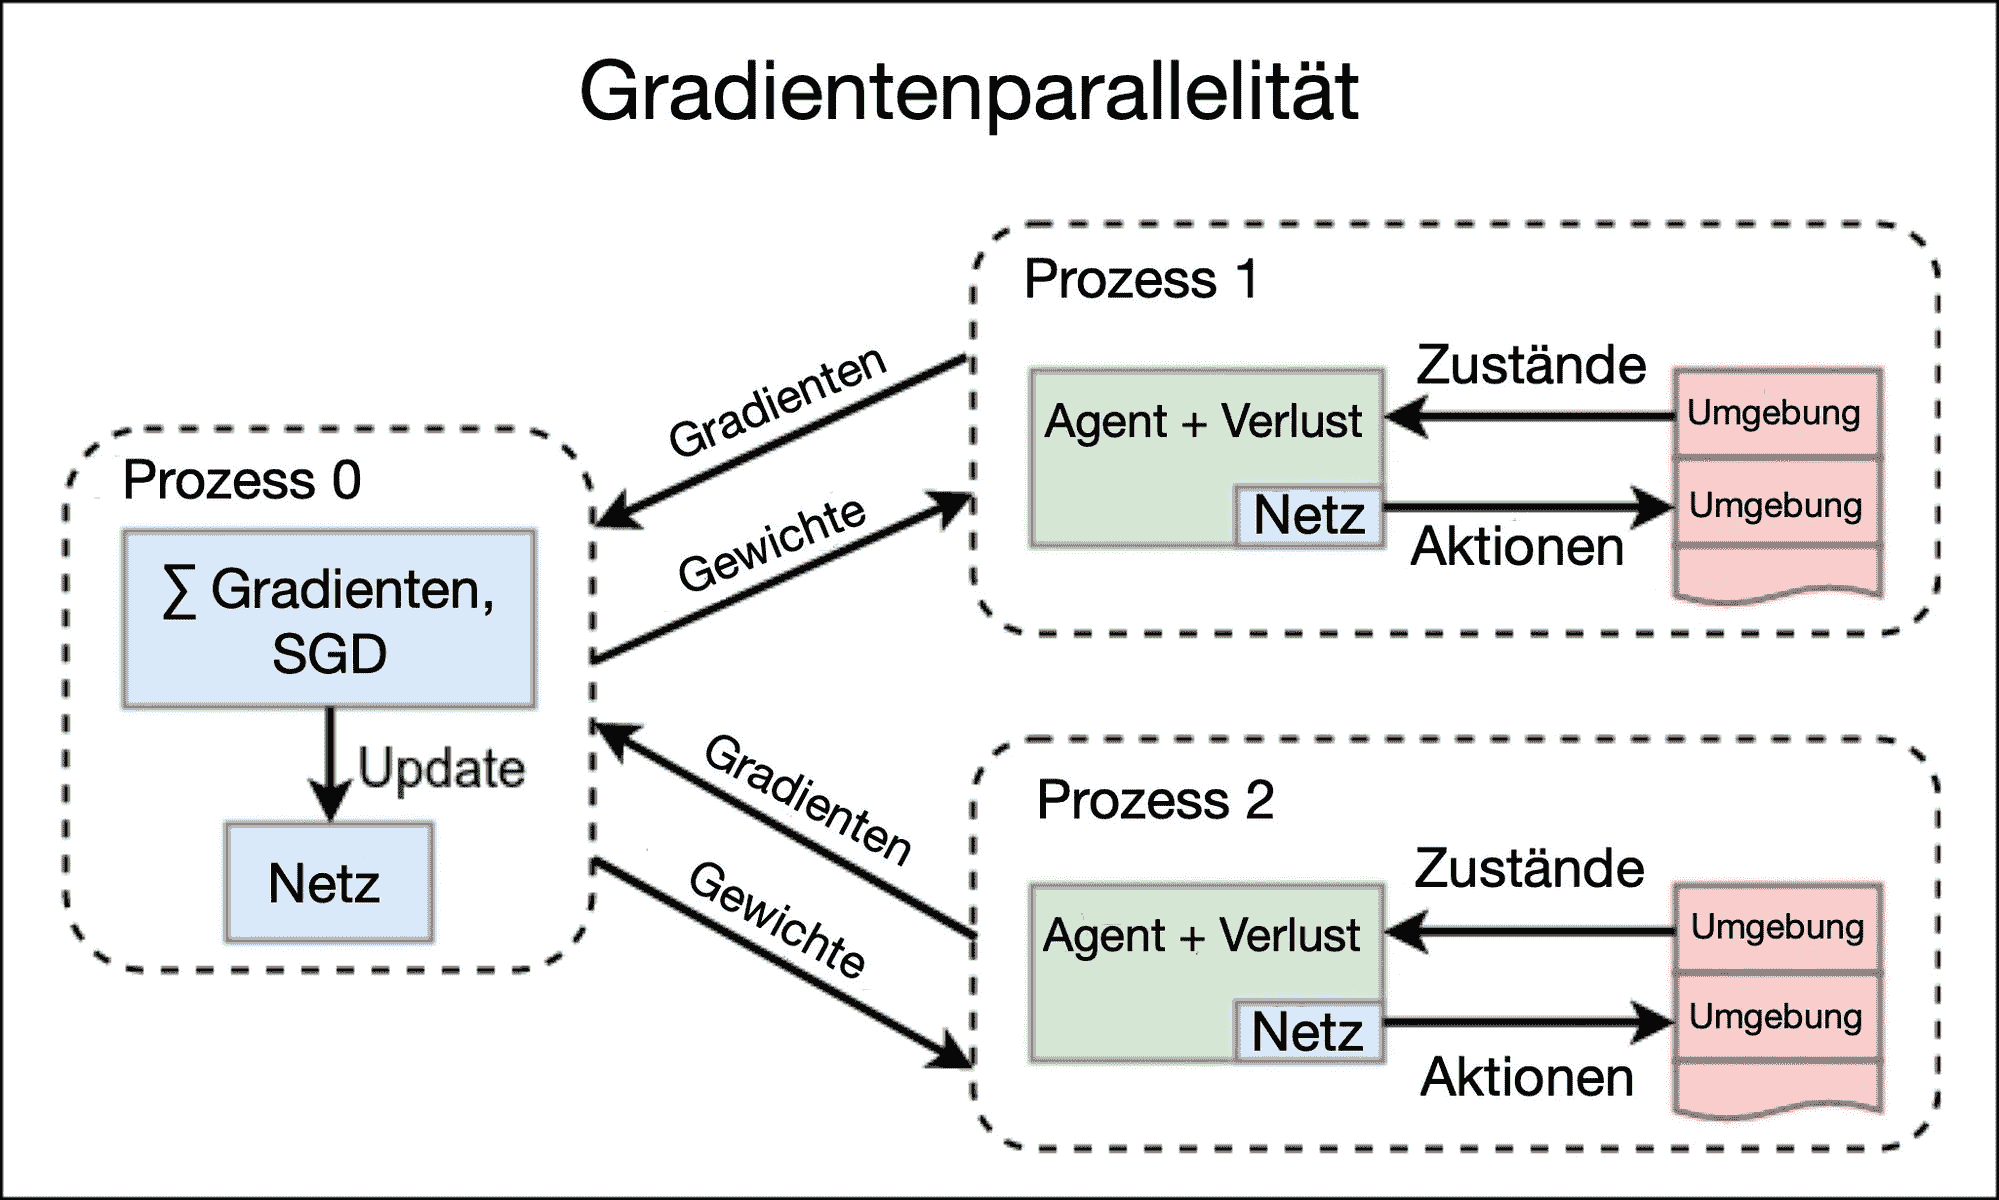 Gradientenparallelität
Prozess 0
∑ Gradienten,
SGD
Update
Netz
Gradienten
Gewichte
Gradienten
Gewichte
Prozess 1
Agent + Verlust
Netz
Zustände
Aktionen
Umgebung
Umgebung
Prozess 2
Agent + Verlust
Netz
Zustände
Aktionen
Umgebung
Umgebung